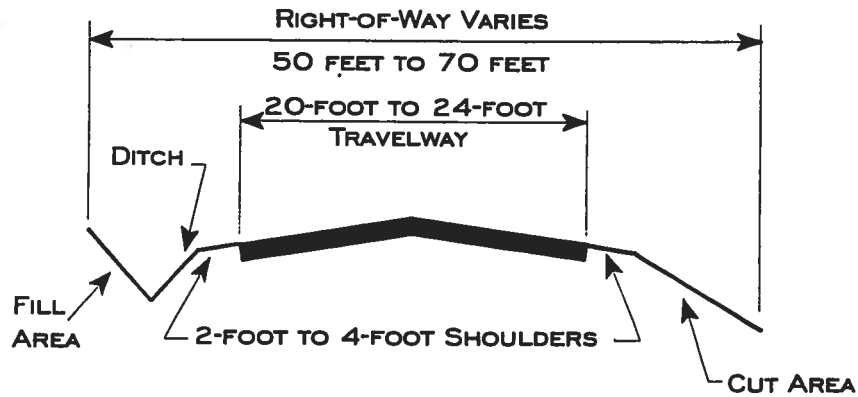 RIGHT-OF-WAY VARIES
50 FEET TO 70 FEET
20-FOOT TO 24-FOOT
TRAVELWAY
DITCH
FILL
AREA
2-FOOT TO 4-FOOT SHOULDERS
CUT AREA